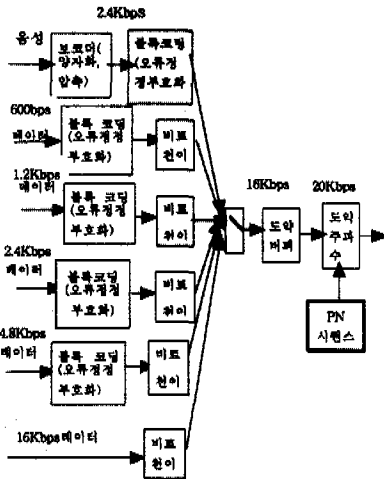 2.4Kbps
음성
보코더(
양자화,
압축)
블록코딩
(오류정
정부호화)
600bps
데이터
블록 코딩
(오류정정
부호화)
비트
천이
1.2Kbps
데이터
블록 코딩
(오류정정
부호화)
비트
천이
16Kbps
20Kbps
도약
버퍼
도약
주파
수
2.4Kbps
데이터
블록코딩
(오류정정
부호화)
비트
천이
PN
시퀀스
4.8Kbps
데이터
블록 코딩
(오류정정
부호화)
비트
천이
16Kbps데이터
비트
천이